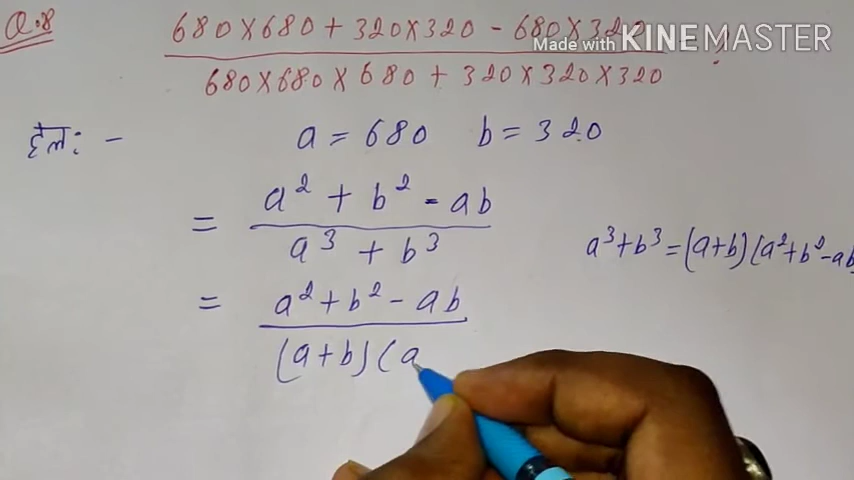 Q.8
680×680 + 320×320 - 680×320
680×680×680 + 320×320×320
?
Made with KINEMASTER
हल: -
a = 680 b = 320
= a² + b² - ab
a³ + b³
a³+b³ = (a+b)(a²+b²-ab
= a² + b² - ab
(a+b)(a